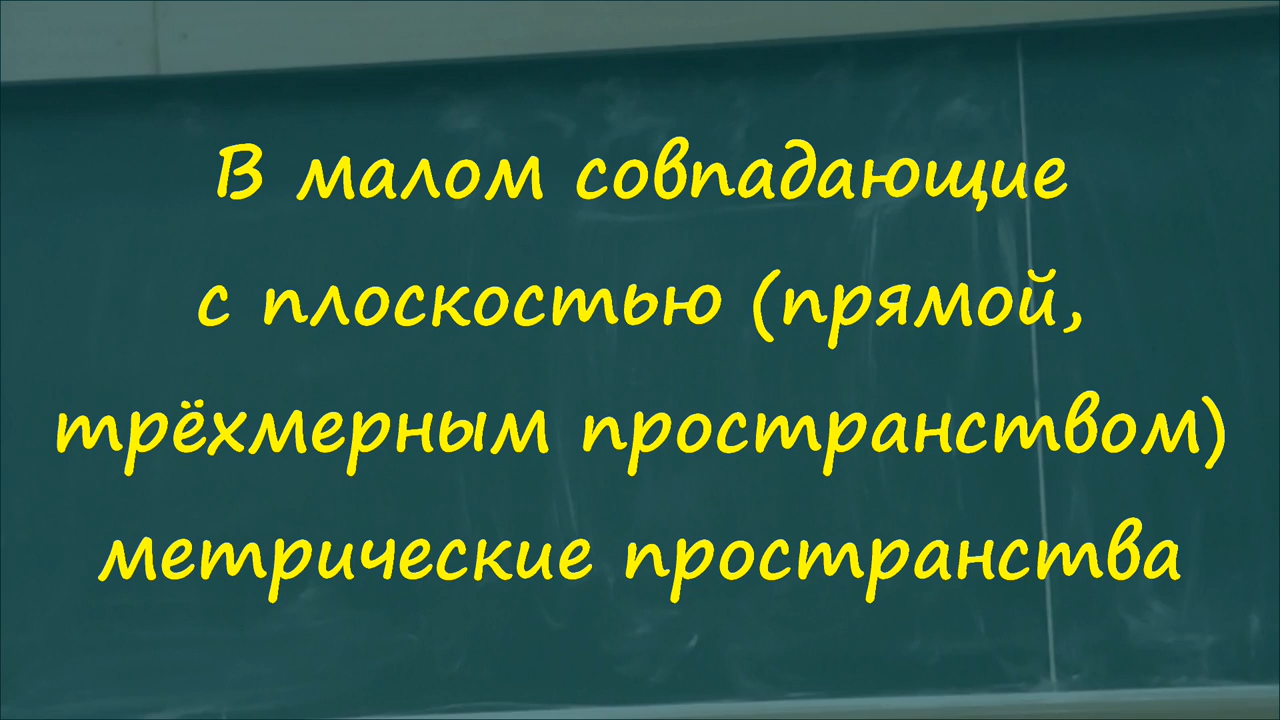 В малом совпадающие
с плоскостью (прямой,
трёхмерным пространством)
метрические пространства